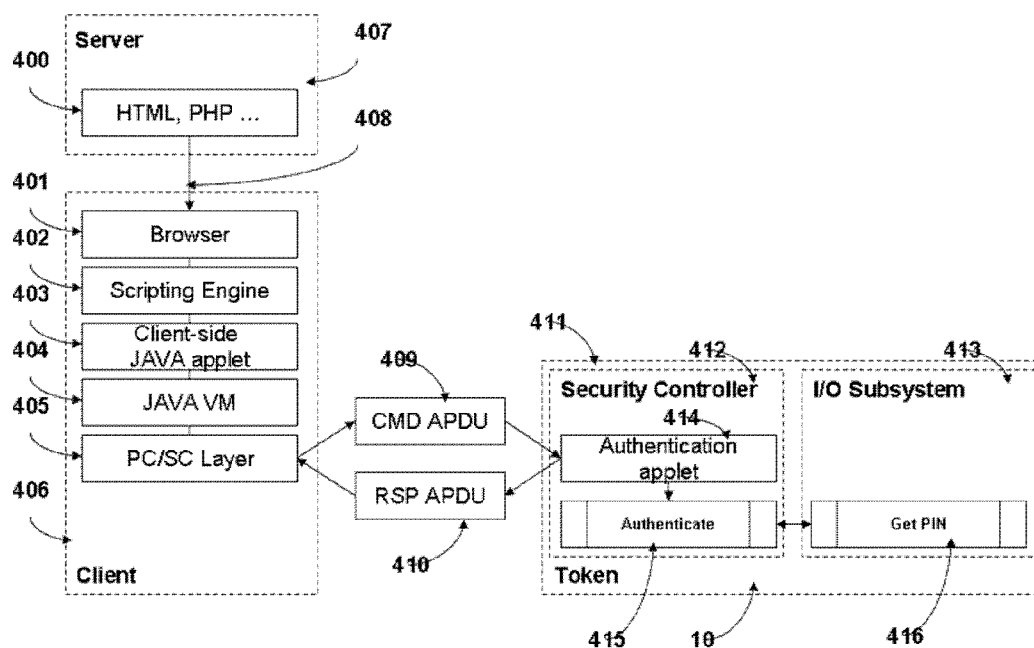 Server
407
400
HTML, PHP ...
408
401
402
Browser
403
Scripting Engine
404
Client-side
JAVA applet
405
JAVA VM
PC/SC Layer
406
Client
409
CMD APDU
RSP APDU
410
411
412
413
Security Controller
I/O Subsystem
414
Authentication
applet
Authenticate
Get PIN
Token
415
10
416